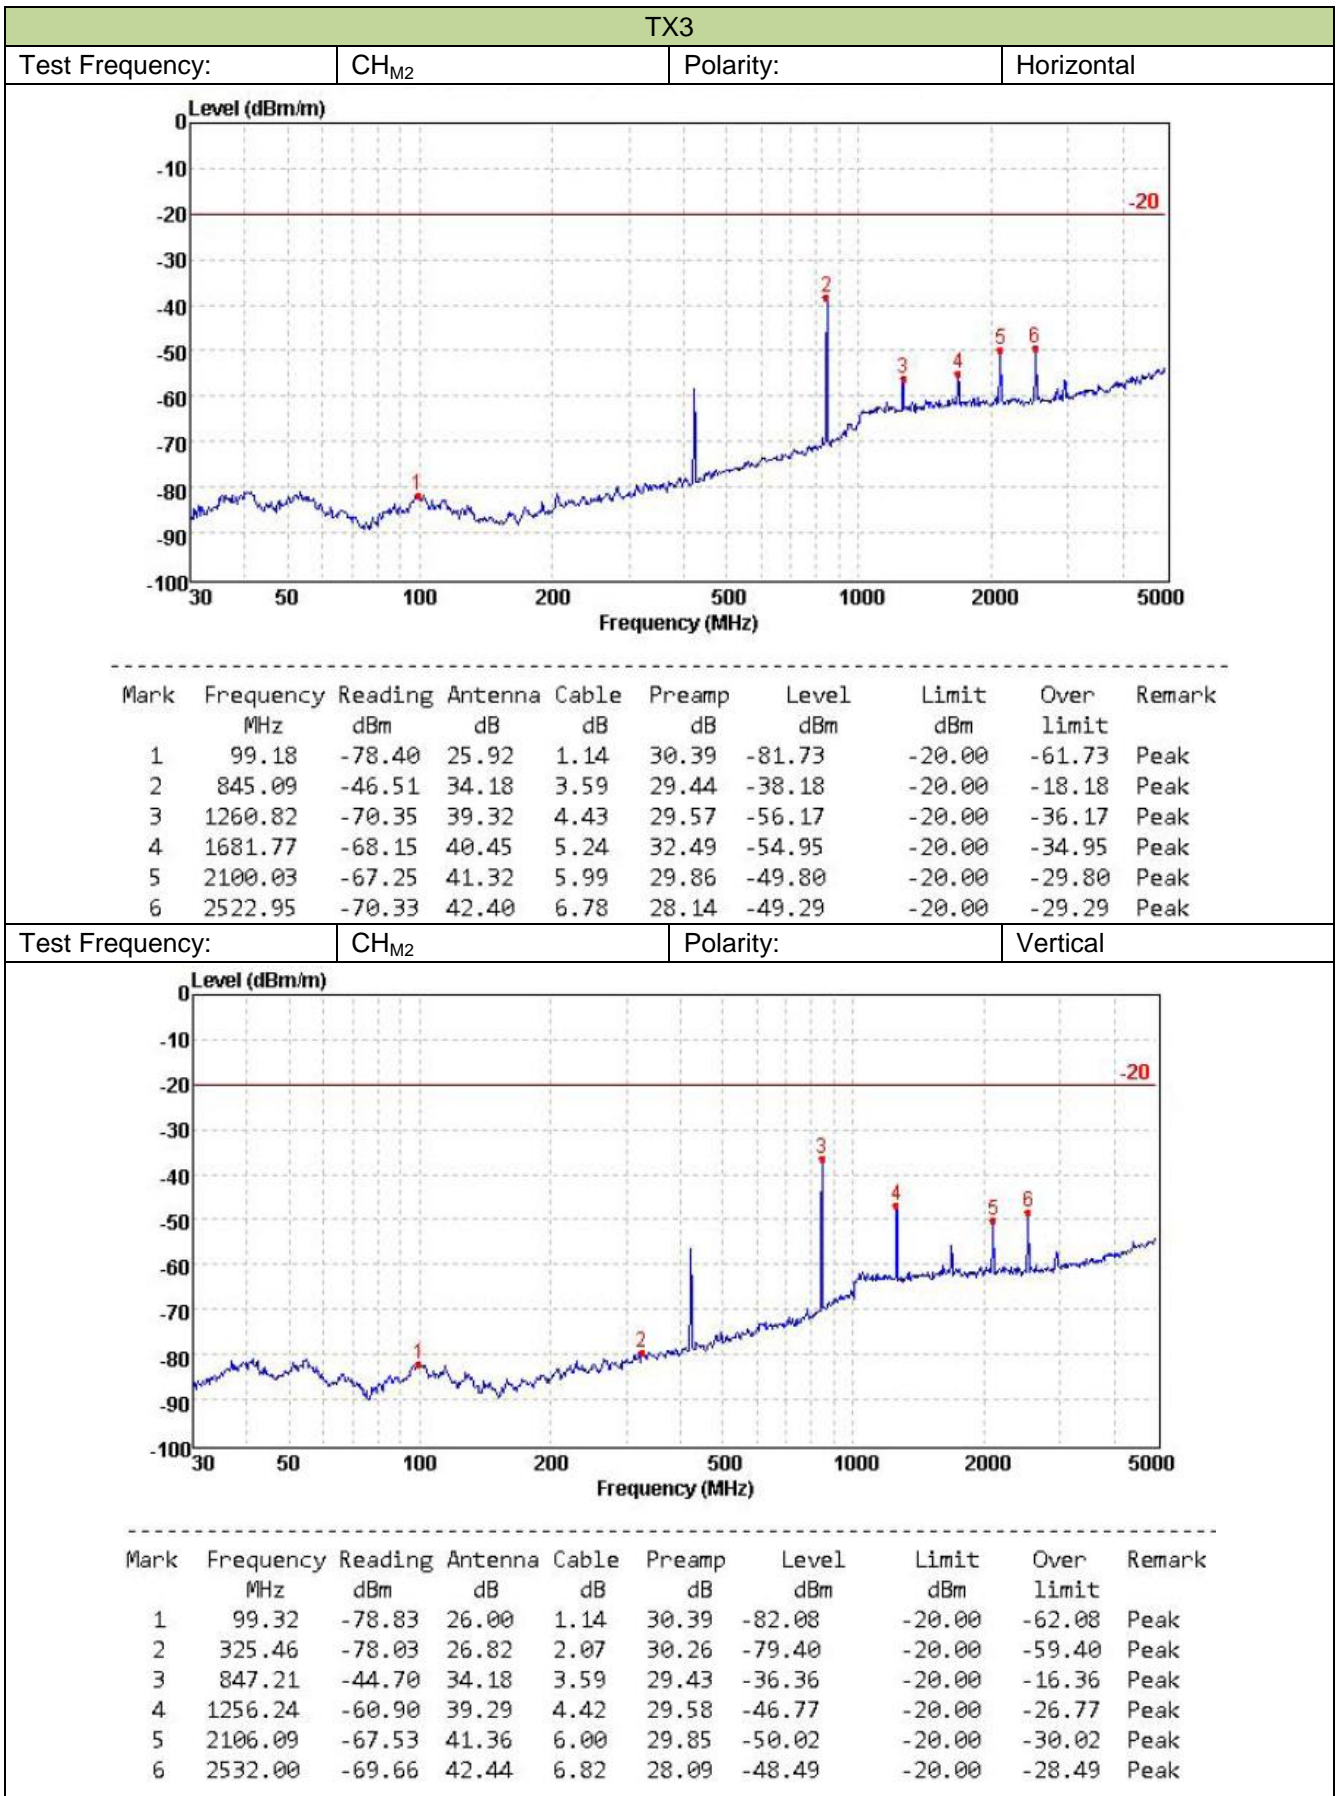 TX3
Test Frequency: CHM2 Polarity: Horizontal
Level (dBm/m)
0
-10
-20
-20
-30
2
-40
-50
5 6
3 4
-60
-70
1
-80
-90
-100
30 50 100 200 500 1000 2000 5000
Frequency (MHz)
Mark Frequency Reading Antenna Cable Preamp Level Limit Over Remark
MHz dBm dB dB dB dBm dBm limit
1 99.18 -78.40 25.92 1.14 30.39 -81.73 -20.00 -61.73 Peak
2 845.09 -46.51 34.18 3.59 29.44 -38.18 -20.00 -18.18 Peak
3 1260.82 -70.35 39.32 4.43 29.57 -56.17 -20.00 -36.17 Peak
4 1681.77 -68.15 40.45 5.24 32.49 -54.95 -20.00 -34.95 Peak
5 2100.03 -67.25 41.32 5.99 29.86 -49.80 -20.00 -29.80 Peak
6 2522.95 -70.33 42.40 6.78 28.14 -49.29 -20.00 -29.29 Peak
Test Frequency: CHM2 Polarity: Vertical
Level (dBm/m)
0
-10
-20
-20
-30
3
-40
4 5 6
-50
-60
-70
2
1
-80
-90
-100
30 50 100 200 500 1000 2000 5000
Frequency (MHz)
Mark Frequency Reading Antenna Cable Preamp Level Limit Over Remark
MHz dBm dB dB dB dBm dBm limit
1 99.32 -78.83 26.00 1.14 30.39 -82.08 -20.00 -62.08 Peak
2 325.46 -78.03 26.82 2.07 30.26 -79.40 -20.00 -59.40 Peak
3 847.21 -44.70 34.18 3.59 29.43 -36.36 -20.00 -16.36 Peak
4 1256.24 -60.90 39.29 4.42 29.58 -46.77 -20.00 -26.77 Peak
5 2106.09 -67.53 41.36 6.00 29.85 -50.02 -20.00 -30.02 Peak
6 2532.00 -69.66 42.44 6.82 28.09 -48.49 -20.00 -28.49 Peak